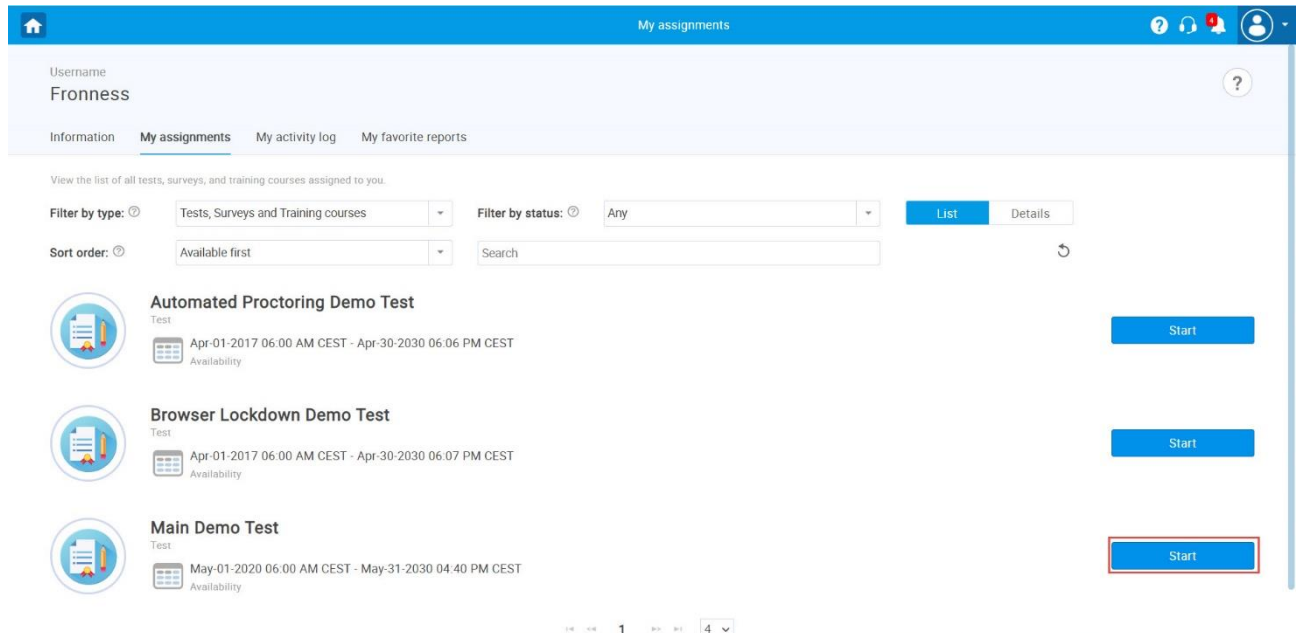 My assignments
? 4
Username
Fronness
?
Information My assignments My activity log My favorite reports
View the list of all tests, surveys, and training courses assigned to you.
Filter by type: ? Tests, Surveys and Training courses Filter by status: ? Any List Details
Sort order: ? Available first Search
Automated Proctoring Demo Test
Test
Apr-01-2017 06:00 AM CEST - Apr-30-2030 06:06 PM CEST
Availability
Start
Browser Lockdown Demo Test
Test
Apr-01-2017 06:00 AM CEST - Apr-30-2030 06:07 PM CEST
Availability
Start
Main Demo Test
Test
May-01-2020 06:00 AM CEST - May-31-2030 04:40 PM CEST
Availability
Start
1 4